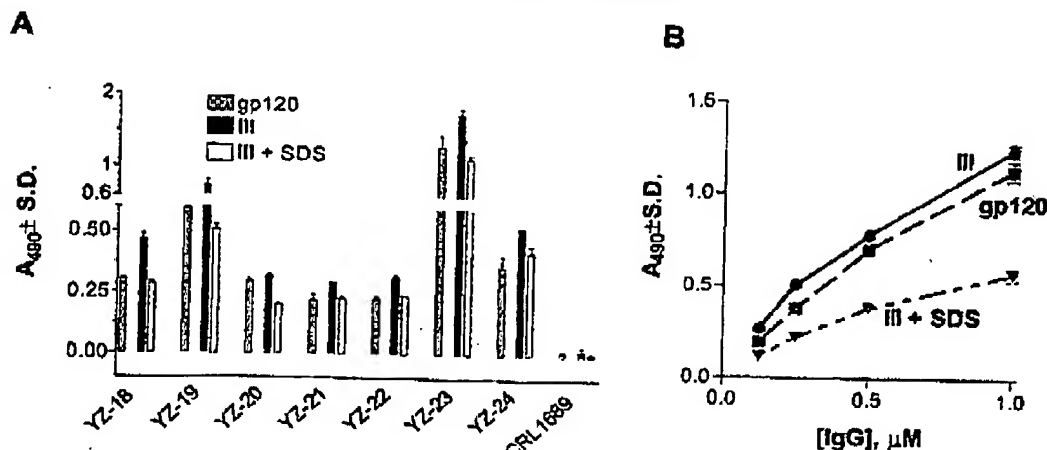 A
2
1
0.6
0.50
0.25
0.00
A490± S.D.
gp120
III
III + SDS
YZ-18
YZ-19
YZ-20
YZ-21
YZ-22
YZ-23
YZ-24
CRL1689
B
1.5
1.0
0.5
0.0
A490±S.D.
III
gp120
III + SDS
0.0
0.5
1.0
[IgG], μM